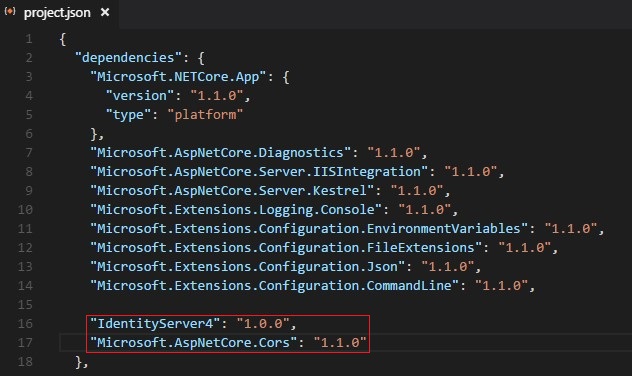 project.json
1 {
2 "dependencies": {
3 "Microsoft.NETCore.App": {
4 "version": "1.1.0",
5 "type": "platform"
6 },
7 "Microsoft.AspNetCore.Diagnostics": "1.1.0",
8 "Microsoft.AspNetCore.Server.IISIntegration": "1.1.0",
9 "Microsoft.AspNetCore.Server.Kestrel": "1.1.0",
10 "Microsoft.Extensions.Logging.Console": "1.1.0",
11 "Microsoft.Extensions.Configuration.EnvironmentVariables": "1.1.0",
12 "Microsoft.Extensions.Configuration.FileExtensions": "1.1.0",
13 "Microsoft.Extensions.Configuration.Json": "1.1.0",
14 "Microsoft.Extensions.Configuration.CommandLine": "1.1.0",
15
16 "IdentityServer4": "1.0.0",
17 "Microsoft.AspNetCore.Cors": "1.1.0"
18 },